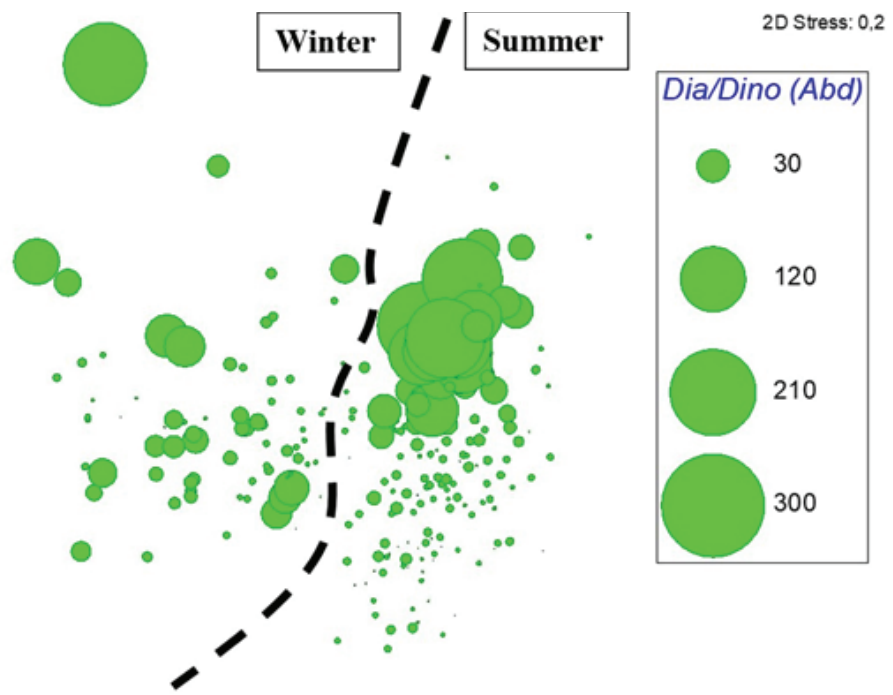 Winter
Summer
2D Stress: 0,2
Dia/Dino (Abd)
30
120
210
300